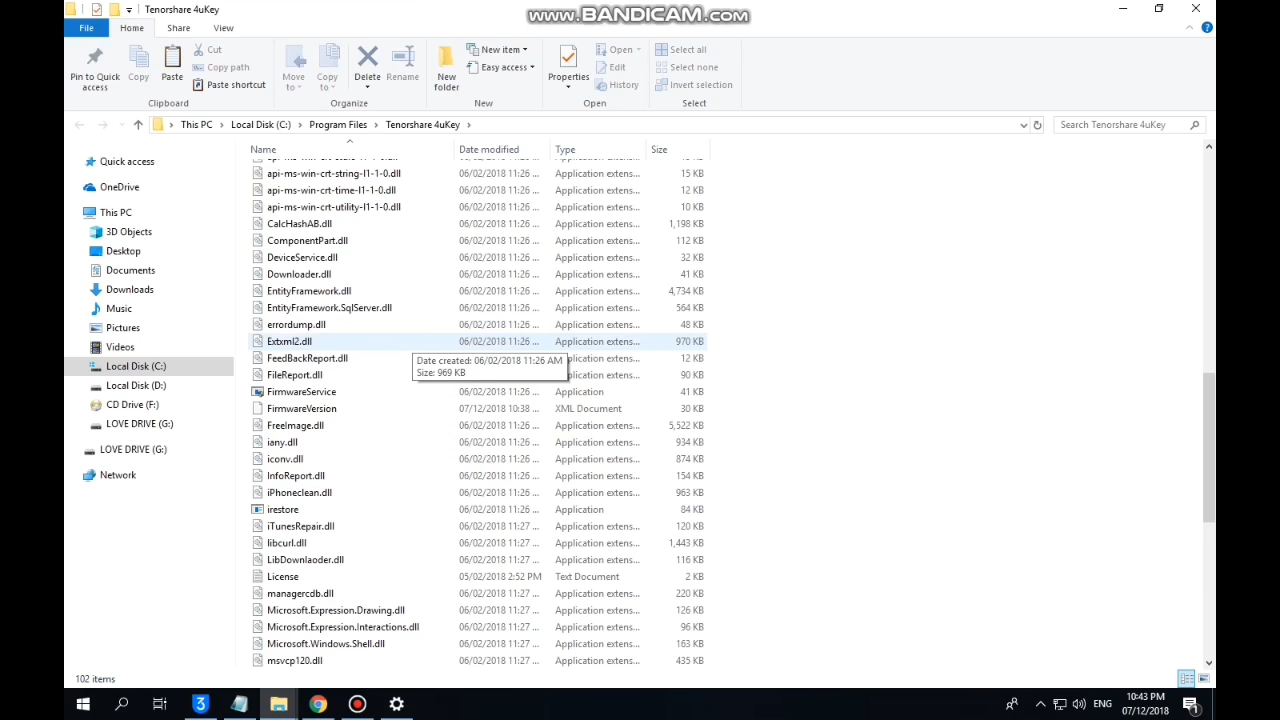 Tenorshare 4uKey
www.BANDICAM.com
File Home Share View
Pin to Quick access
Copy
Paste
Cut
Copy path
Paste shortcut
Move to
Copy to
Delete
Rename
New folder
New item
Easy access
Properties
Open
Edit
History
Select all
Select none
Invert selection
Clipboard Organize New Open Select
This PC > Local Disk (C:) > Program Files > Tenorshare 4uKey >
Search Tenorshare 4uKey
Quick access
OneDrive
This PC
3D Objects
Desktop
Documents
Downloads
Music
Pictures
Videos
Local Disk (C:)
Local Disk (D:)
CD Drive (F:)
LOVE DRIVE (G:)
LOVE DRIVE (G:)
Network
Name Date modified Type Size
api-ms-win-crt-string-l1-1-0.dll 06/02/2018 11:26 ... Application extens... 15 KB
api-ms-win-crt-time-l1-1-0.dll 06/02/2018 11:26 ... Application extens... 12 KB
api-ms-win-crt-utility-l1-1-0.dll 06/02/2018 11:26 ... Application extens... 10 KB
CalcHashAB.dll 06/02/2018 11:26 ... Application extens... 1,198 KB
ComponentPart.dll 06/02/2018 11:26 ... Application extens... 112 KB
DeviceService.dll 06/02/2018 11:26 ... Application extens... 32 KB
Downloader.dll 06/02/2018 11:26 ... Application extens... 41 KB
EntityFramework.dll 06/02/2018 11:26 ... Application extens... 4,734 KB
EntityFramework.SqlServer.dll 06/02/2018 11:26 ... Application extens... 564 KB
errordump.dll 06/02/2018 11:26 ... Application extens... 48 KB
Extxml2.dll 06/02/2018 11:26 ... Application extens... 970 KB
FeedBackReport.dll Application extens... 12 KB
Date created: 06/02/2018 11:26 AM
Size: 969 KB
FileReport.dll Application extens... 90 KB
FirmwareService 06/02/2018 11:26 ... Application 41 KB
FirmwareVersion 07/12/2018 10:38 ... XML Document 30 KB
FreeImage.dll 06/02/2018 11:26 ... Application extens... 5,522 KB
iany.dll 06/02/2018 11:26 ... Application extens... 934 KB
iconv.dll 06/02/2018 11:26 ... Application extens... 874 KB
InfoReport.dll 06/02/2018 11:26 ... Application extens... 154 KB
iPhoneclean.dll 06/02/2018 11:26 ... Application extens... 963 KB
irestore 06/02/2018 11:26 ... Application 84 KB
iTunesRepair.dll 06/02/2018 11:27 ... Application extens... 120 KB
libcurl.dll 06/02/2018 11:27 ... Application extens... 1,443 KB
LibDownlaoder.dll 06/02/2018 11:27 ... Application extens... 116 KB
License 05/02/2018 2:52 PM Text Document 2 KB
managercdb.dll 06/02/2018 11:27 ... Application extens... 220 KB
Microsoft.Expression.Drawing.dll 06/02/2018 11:27 ... Application extens... 126 KB
Microsoft.Expression.Interactions.dll 06/02/2018 11:27 ... Application extens... 96 KB
Microsoft.Windows.Shell.dll 06/02/2018 11:27 ... Application extens... 163 KB
msvcp120.dll 06/02/2018 11:27 ... Application extens... 435 KB
102 items
ENG
10:43 PM
07/12/2018